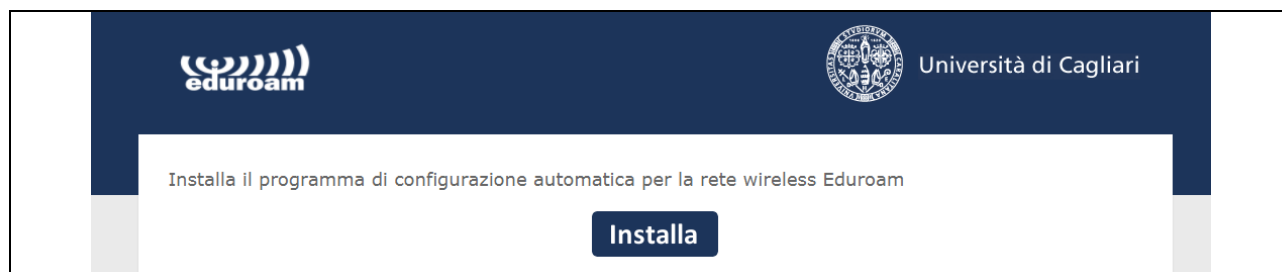 eduroam
Università di Cagliari
Installa il programma di configurazione automatica per la rete wireless Eduroam
Installa